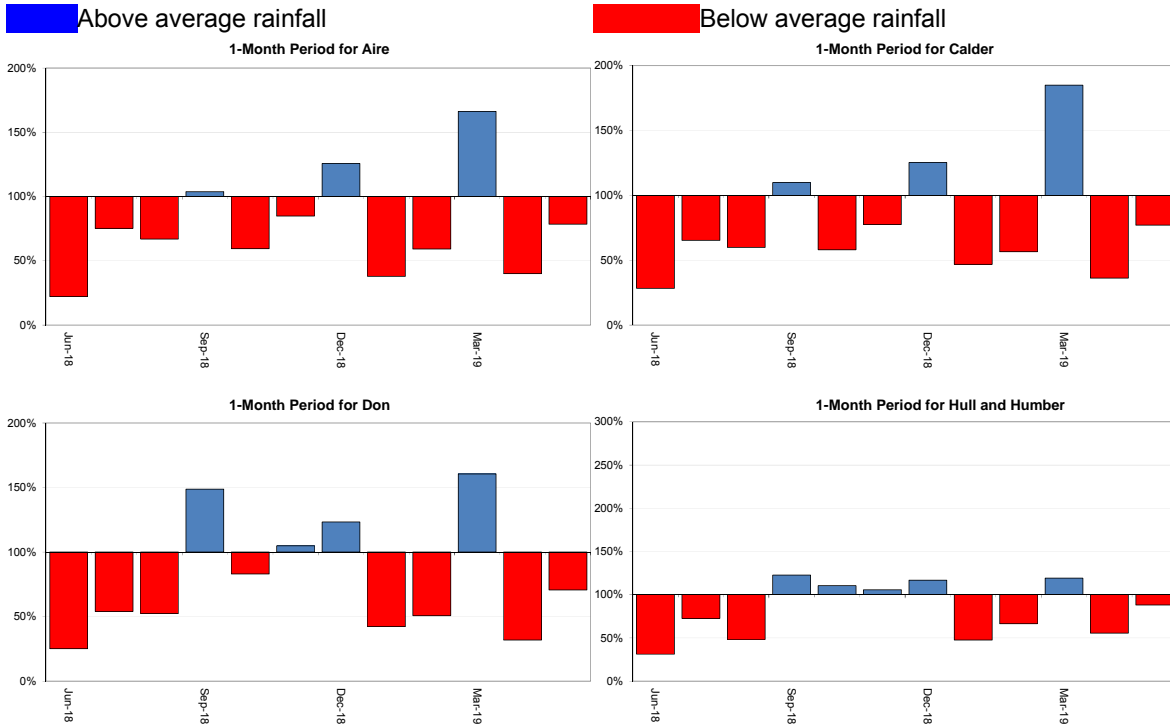 Above average rainfall
Below average rainfall
1-Month Period for Aire
200%
150%
100%
50%
0%
Jun-18
Sep-18
Dec-18
Mar-19
1-Month Period for Calder
200%
150%
100%
50%
0%
Jun-18
Sep-18
Dec-18
Mar-19
1-Month Period for Don
200%
150%
100%
50%
0%
Jun-18
Sep-18
Dec-18
Mar-19
1-Month Period for Hull and Humber
300%
250%
200%
150%
100%
50%
0%
Jun-18
Sep-18
Dec-18
Mar-19